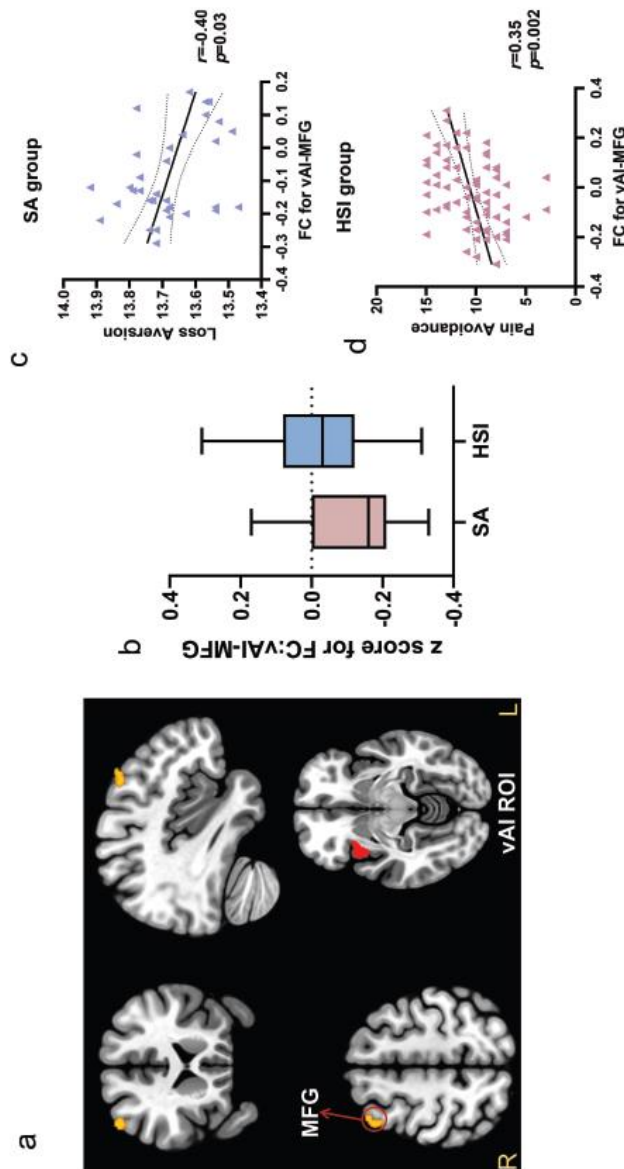 a
MFG
vAI ROI
R
L
b
z score for FC:vAI-MFG
0.4
0.2
0.0
-0.2
-0.4
SA
HSI
c
SA group
Loss Aversion
14.0
13.9
13.8
13.7
13.6
13.5
13.4
-0.4
-0.3
-0.2
-0.1
0.0
0.1
0.2
FC for vAI-MFG
r=-0.40
p=0.03
d
HSI group
Pain Avoidance
20
15
10
5
0
-0.4
-0.2
0.0
0.2
0.4
FC for vAI-MFG
r=0.35
p=0.002